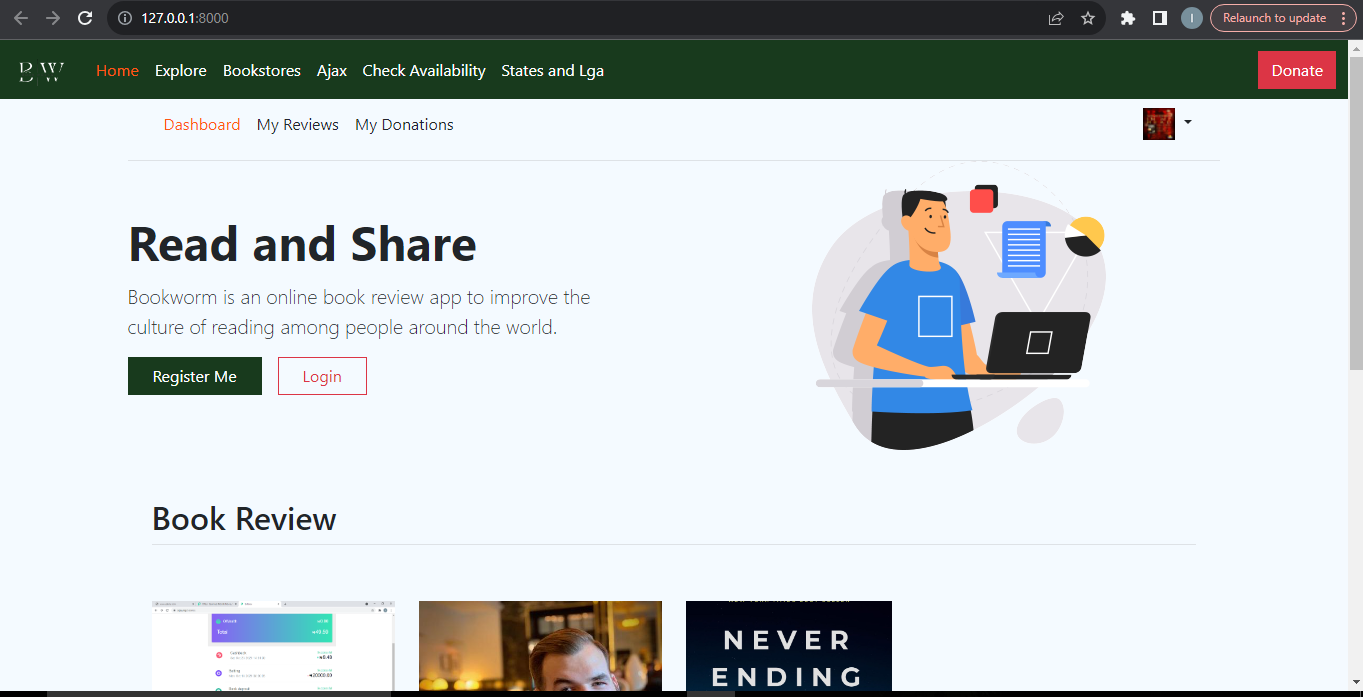 127.0.0.1:8000
I
Relaunch to update
B W
Home
Explore
Bookstores
Ajax
Check Availability
States and Lga
Donate
Dashboard
My Reviews
My Donations
Read and Share
Bookworm is an online book review app to improve the
culture of reading among people around the world.
Register Me
Login
Book Review
Total
NEVER
ENDING